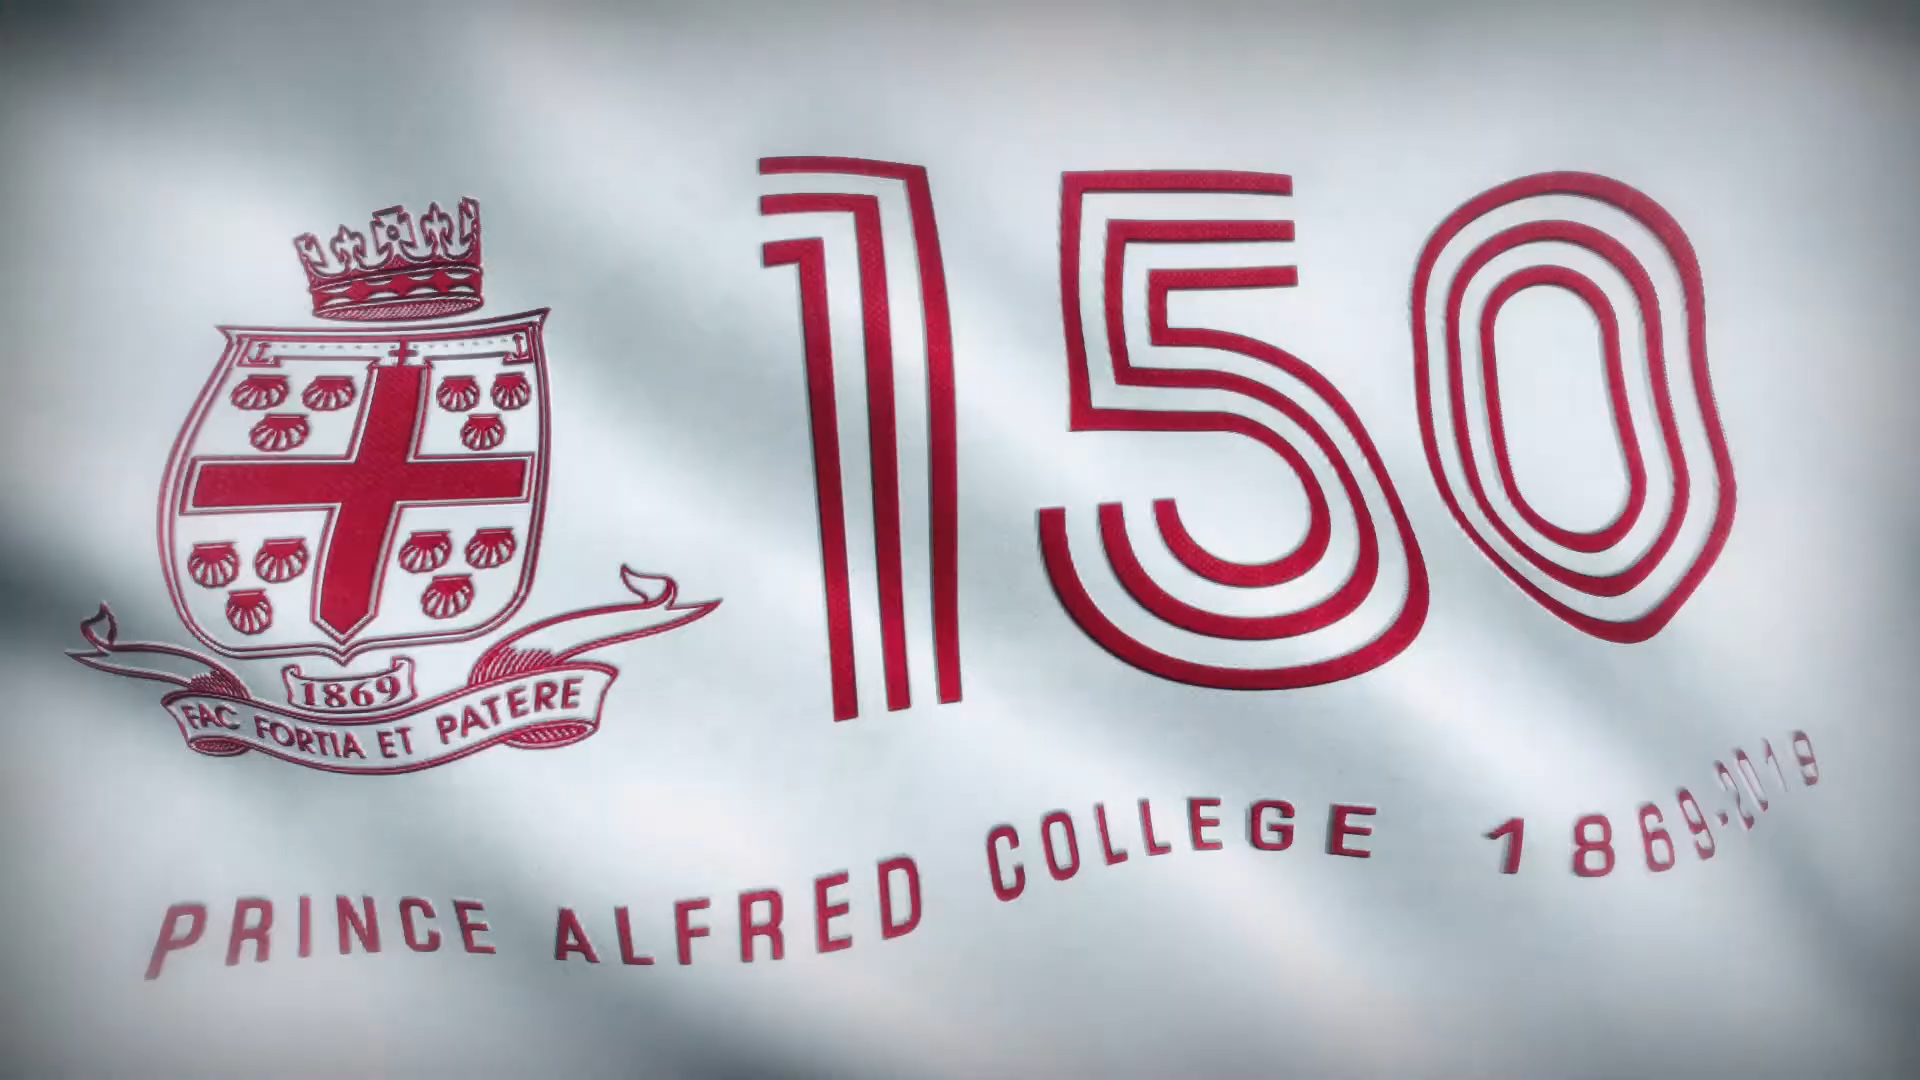 150
1869
FAC FORTIA ET PATERE
PRINCE ALFRED COLLEGE 1869-2019